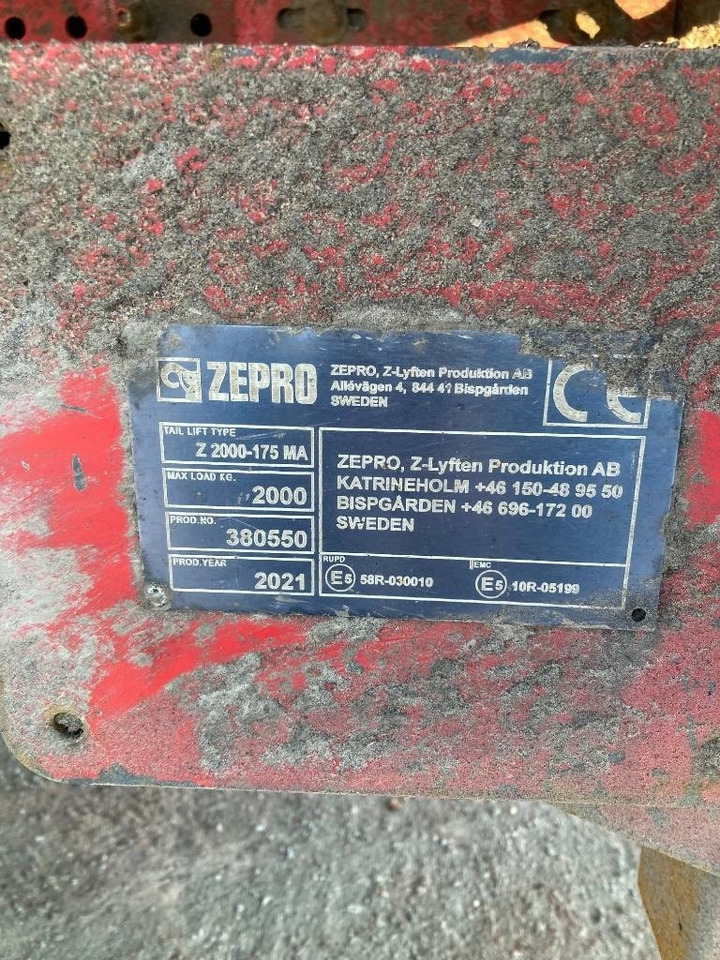 ZEPRO
ZEPRO, Z-Lyften Produktion AB
Allévägen 4, 844 41 Bispgården
SWEDEN
CE
TAIL LIFT TYPE
Z 2000-175 MA
MAX LOAD KG.
2000
PROD.NO.
380550
PROD.YEAR
2021
ZEPRO, Z-Lyften Produktion AB
KATRINEHOLM +46 150-48 95 50
BISPGÅRDEN +46 696-172 00
SWEDEN
RUPD
E5 58R-030010
EMC
E5 10R-05199